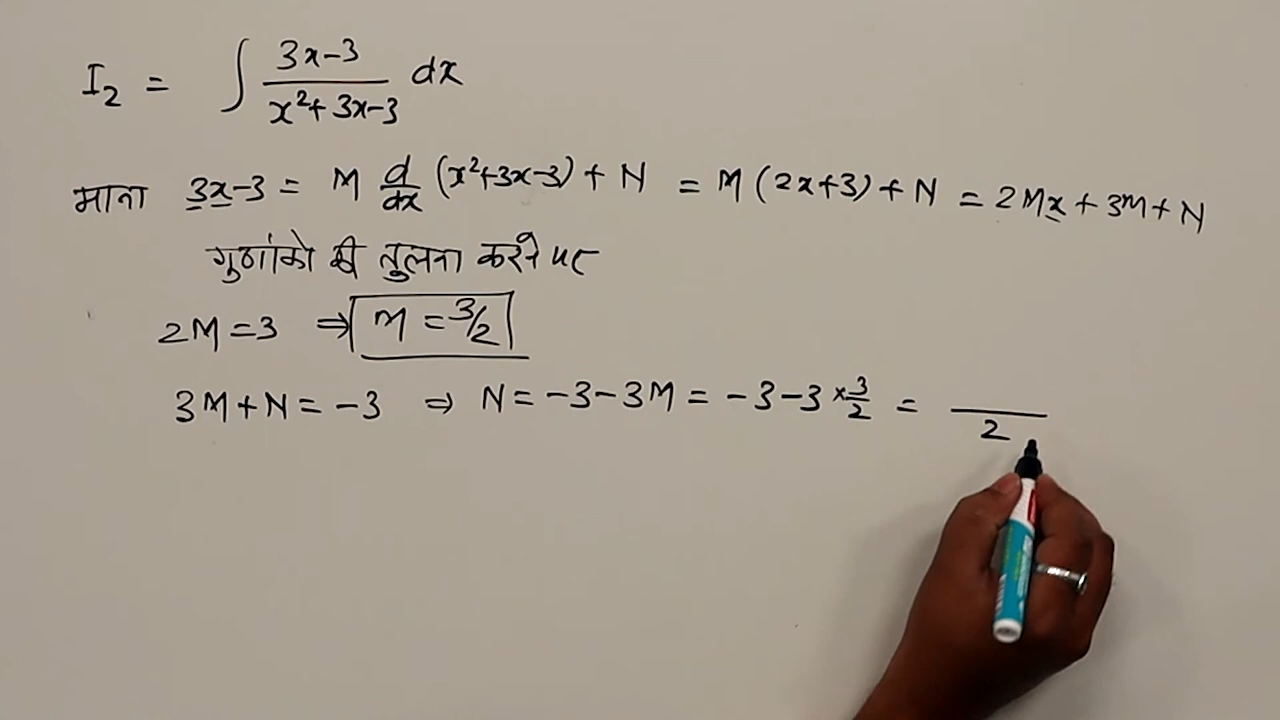 I₂ = ∫ (3x-3)/(x²+3x-3) dx
माना 3x-3 = M d/dx (x²+3x-3) + N = M(2x+3) + N = 2Mx + 3M + N
गुणांको की तुलना करने पर
2M = 3 ⇒ M = 3/2
3M + N = -3 ⇒ N = -3-3M = -3-3×3/2 = /2